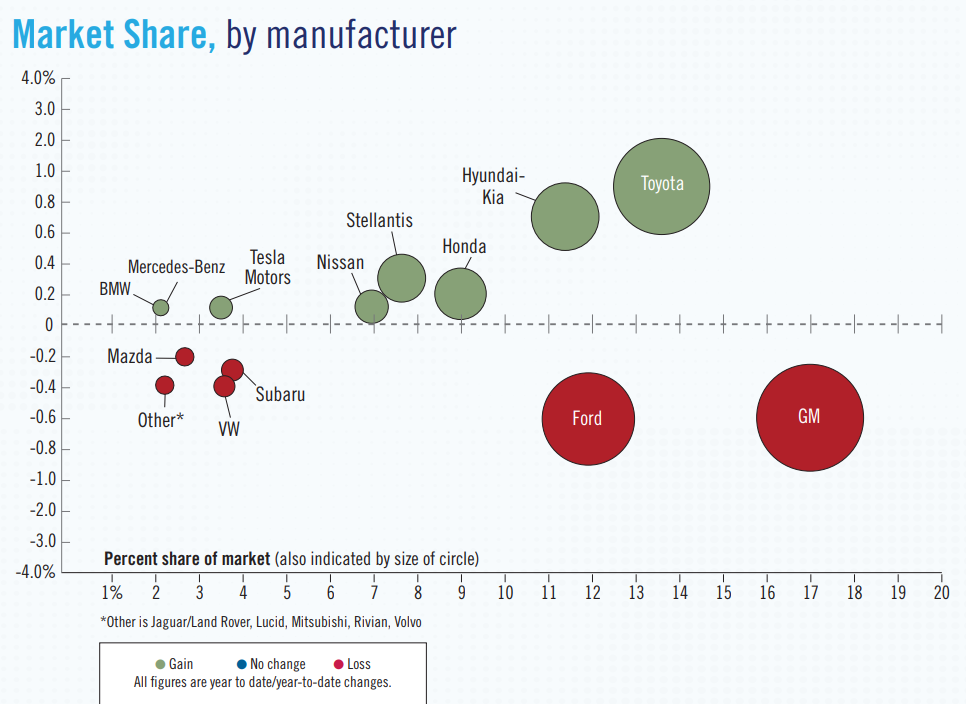 Market Share, by manufacturer
4.0%
3.0
2.0
1.0
0.8
0.6
0.4
0.2
0
-0.2
-0.4
-0.6
-0.8
-1.0
-2.0
-3.0
-4.0%
Toyota
Hyundai-
Kia
Stellantis
Honda
Nissan
Tesla
Motors
Mercedes-Benz
BMW
Mazda
Other*
VW
Subaru
Ford
GM
Percent share of market (also indicated by size of circle)
1% 2 3 4 5 6 7 8 9 10 11 12 13 14 15 16 17 18 19 20
*Other is Jaguar/Land Rover, Lucid, Mitsubishi, Rivian, Volvo
Gain No change Loss
All figures are year to date/year-to-date changes.